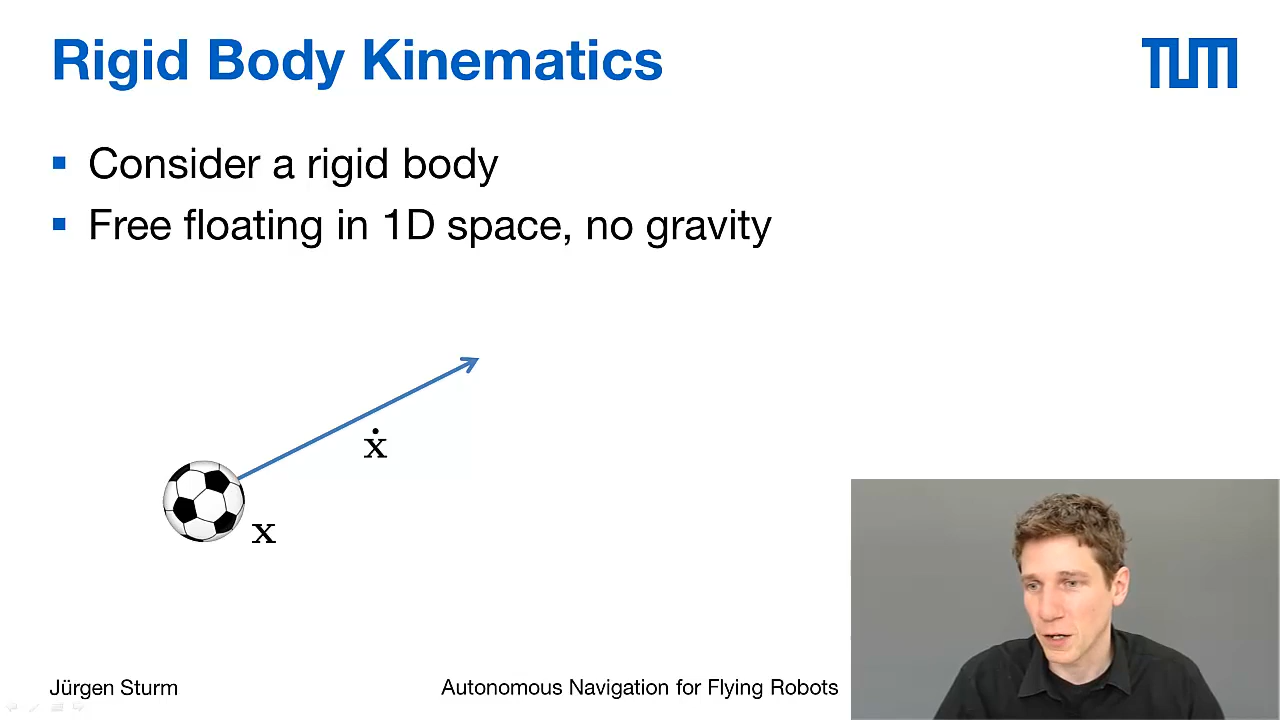 Rigid Body Kinematics
TUM
Consider a rigid body
Free floating in 1D space, no gravity
ẋ
x
Jürgen Sturm
Autonomous Navigation for Flying Robots